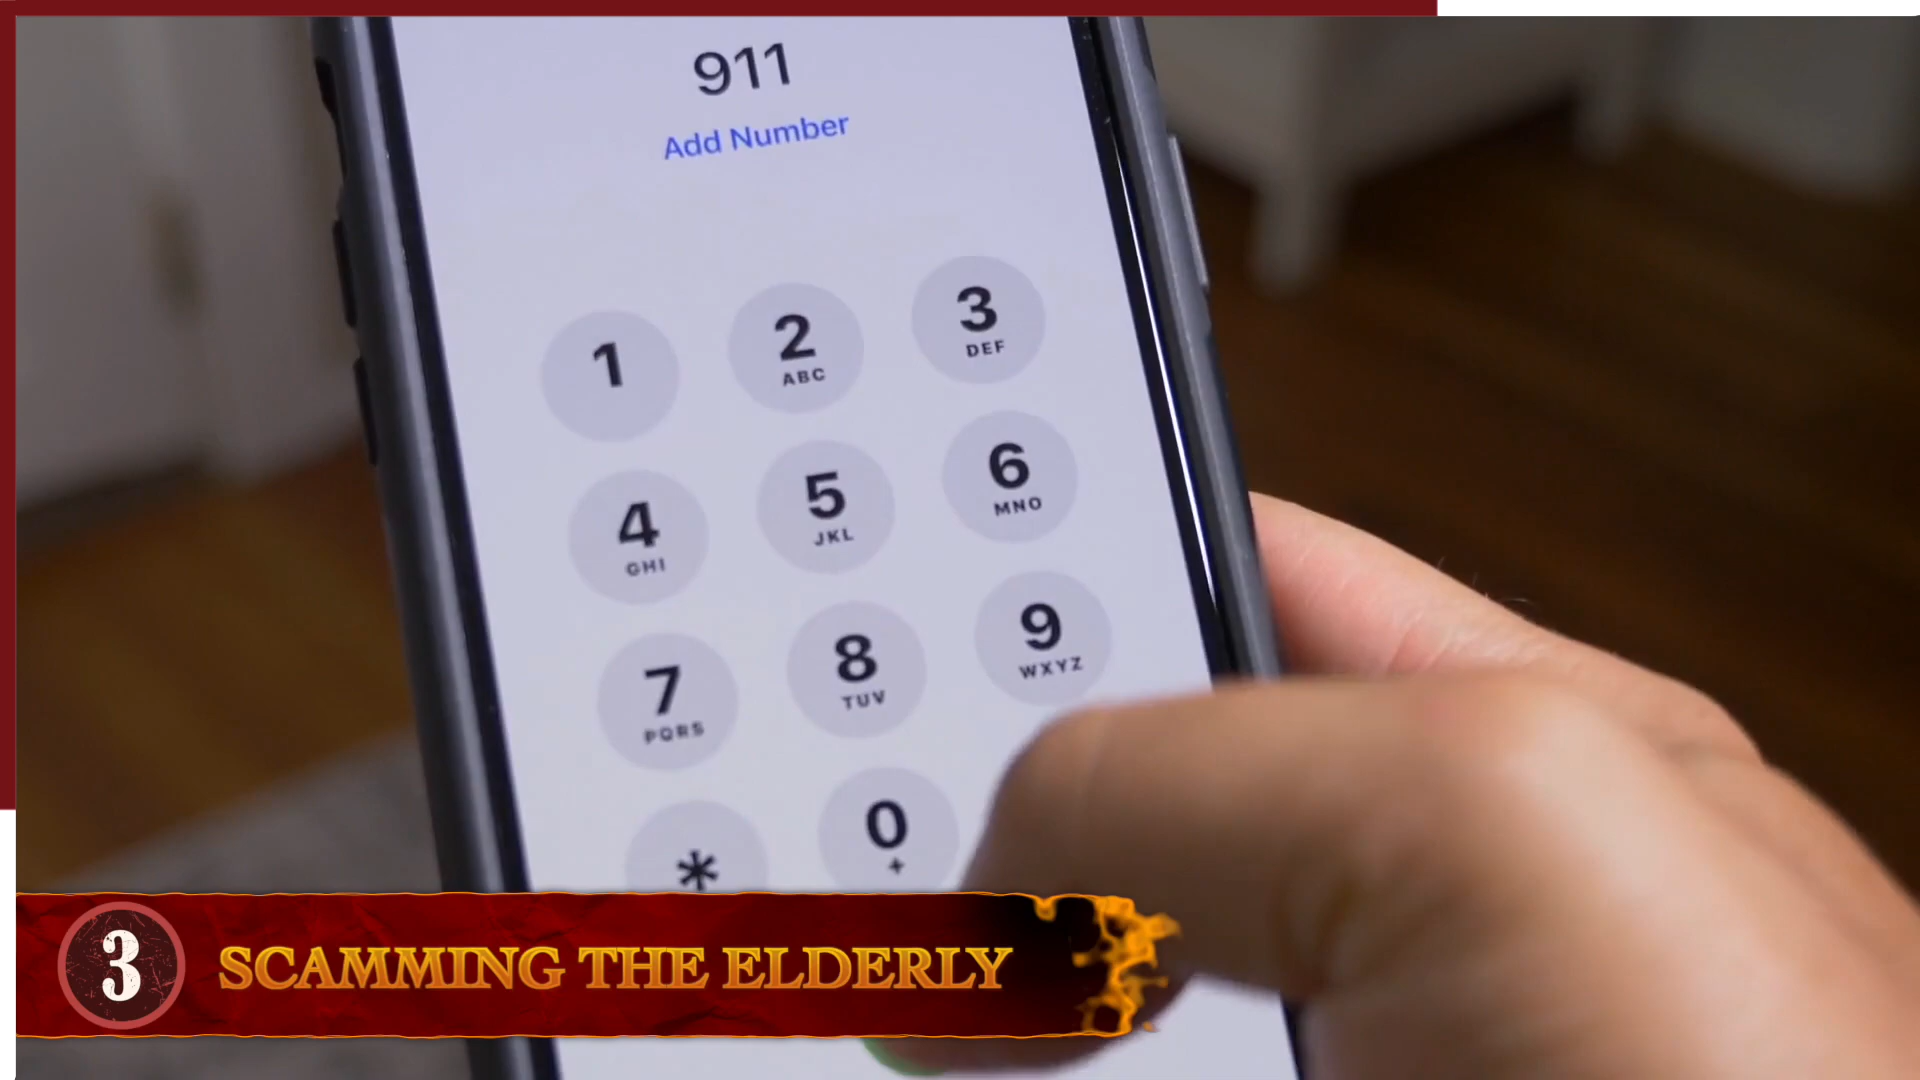 911
Add Number
1 2 3
ABC DEF
4 5 6
GHI JKL MNO
7 8 9
PQRS TUV WXYZ
* 0
+
3 SCAMMING THE ELDERLY